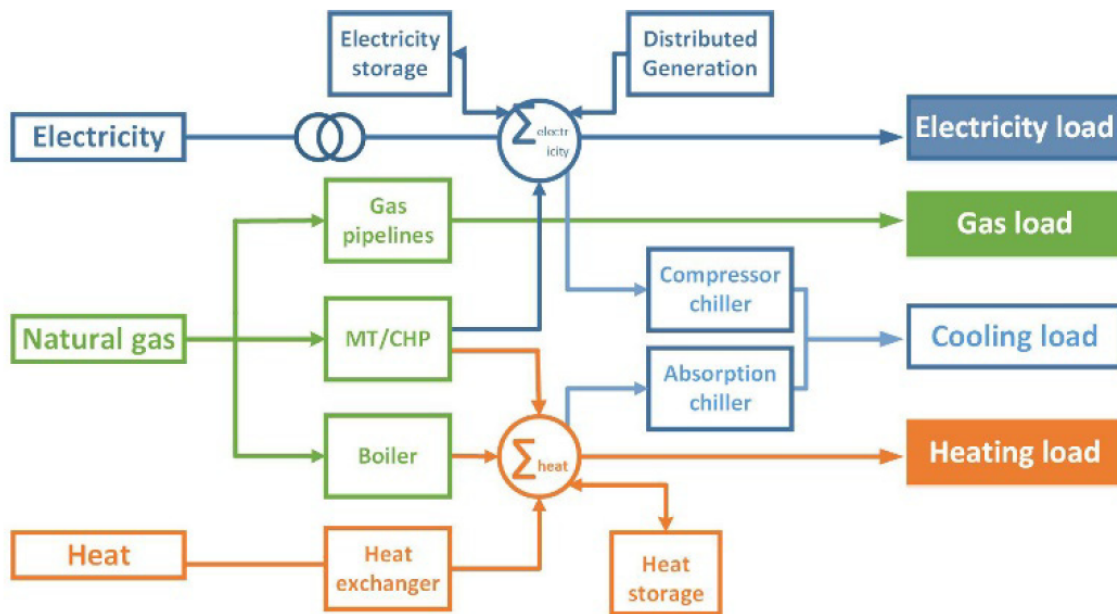 Electricity
storage
Distributed
Generation
Electricity
∑ electr
icity
Electricity load
Gas
pipelines
Gas load
Compressor
chiller
Natural gas
MT/CHP
Cooling load
Absorption
chiller
Boiler
∑ heat
Heating load
Heat
Heat
exchanger
Heat
storage